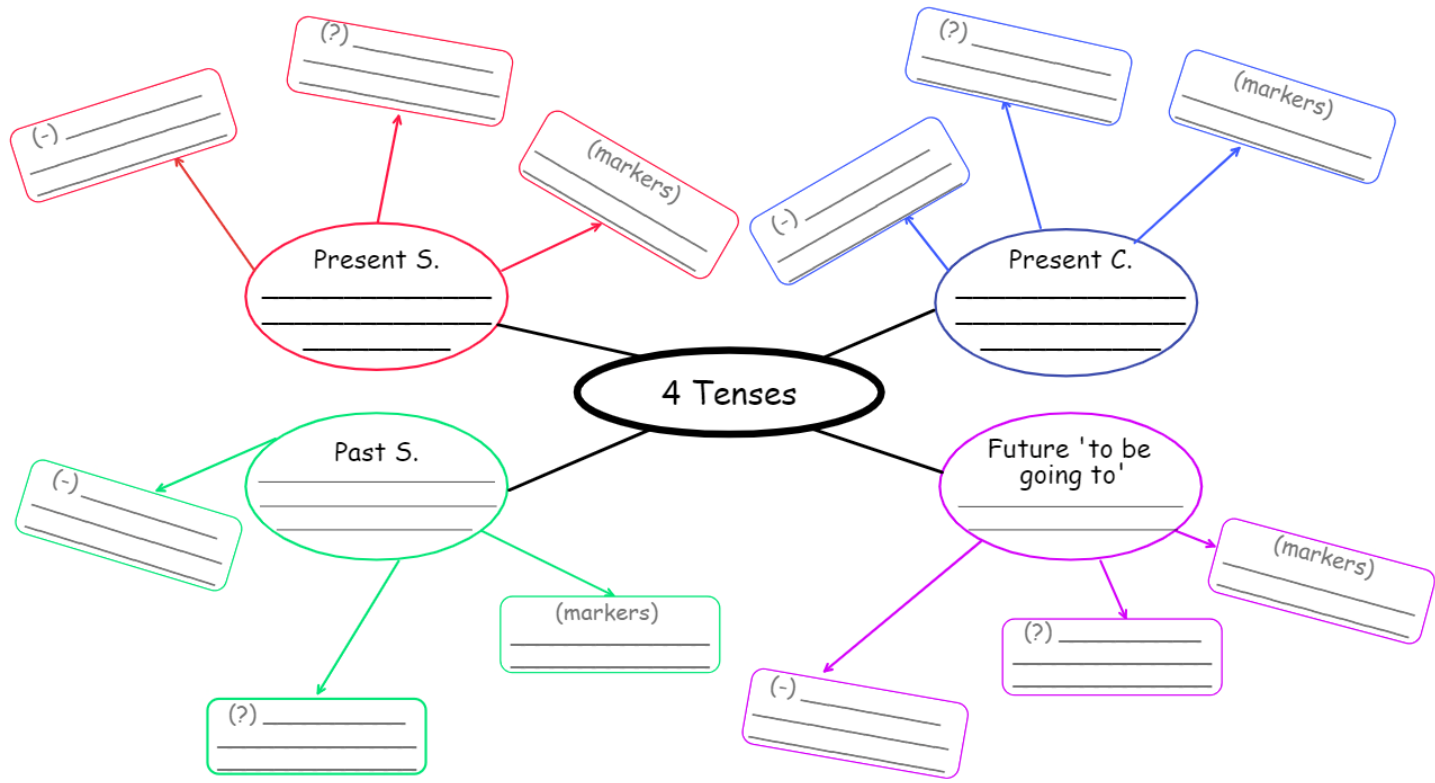 (?)
(-)
(markers)
Present S.
(?)
(markers)
(-)
Present C.
4 Tenses
Past S.
(-)
(markers)
(?)
Future 'to be
going to'
(markers)
(?)
(-)